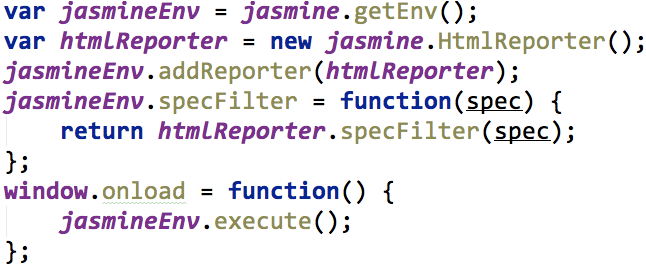 var jasmineEnv = jasmine.getEnv();
var htmlReporter = new jasmine.HtmlReporter();
jasmineEnv.addReporter(htmlReporter);
jasmineEnv.specFilter = function(spec) {
    return htmlReporter.specFilter(spec);
};
window.onload = function() {
    jasmineEnv.execute();
};